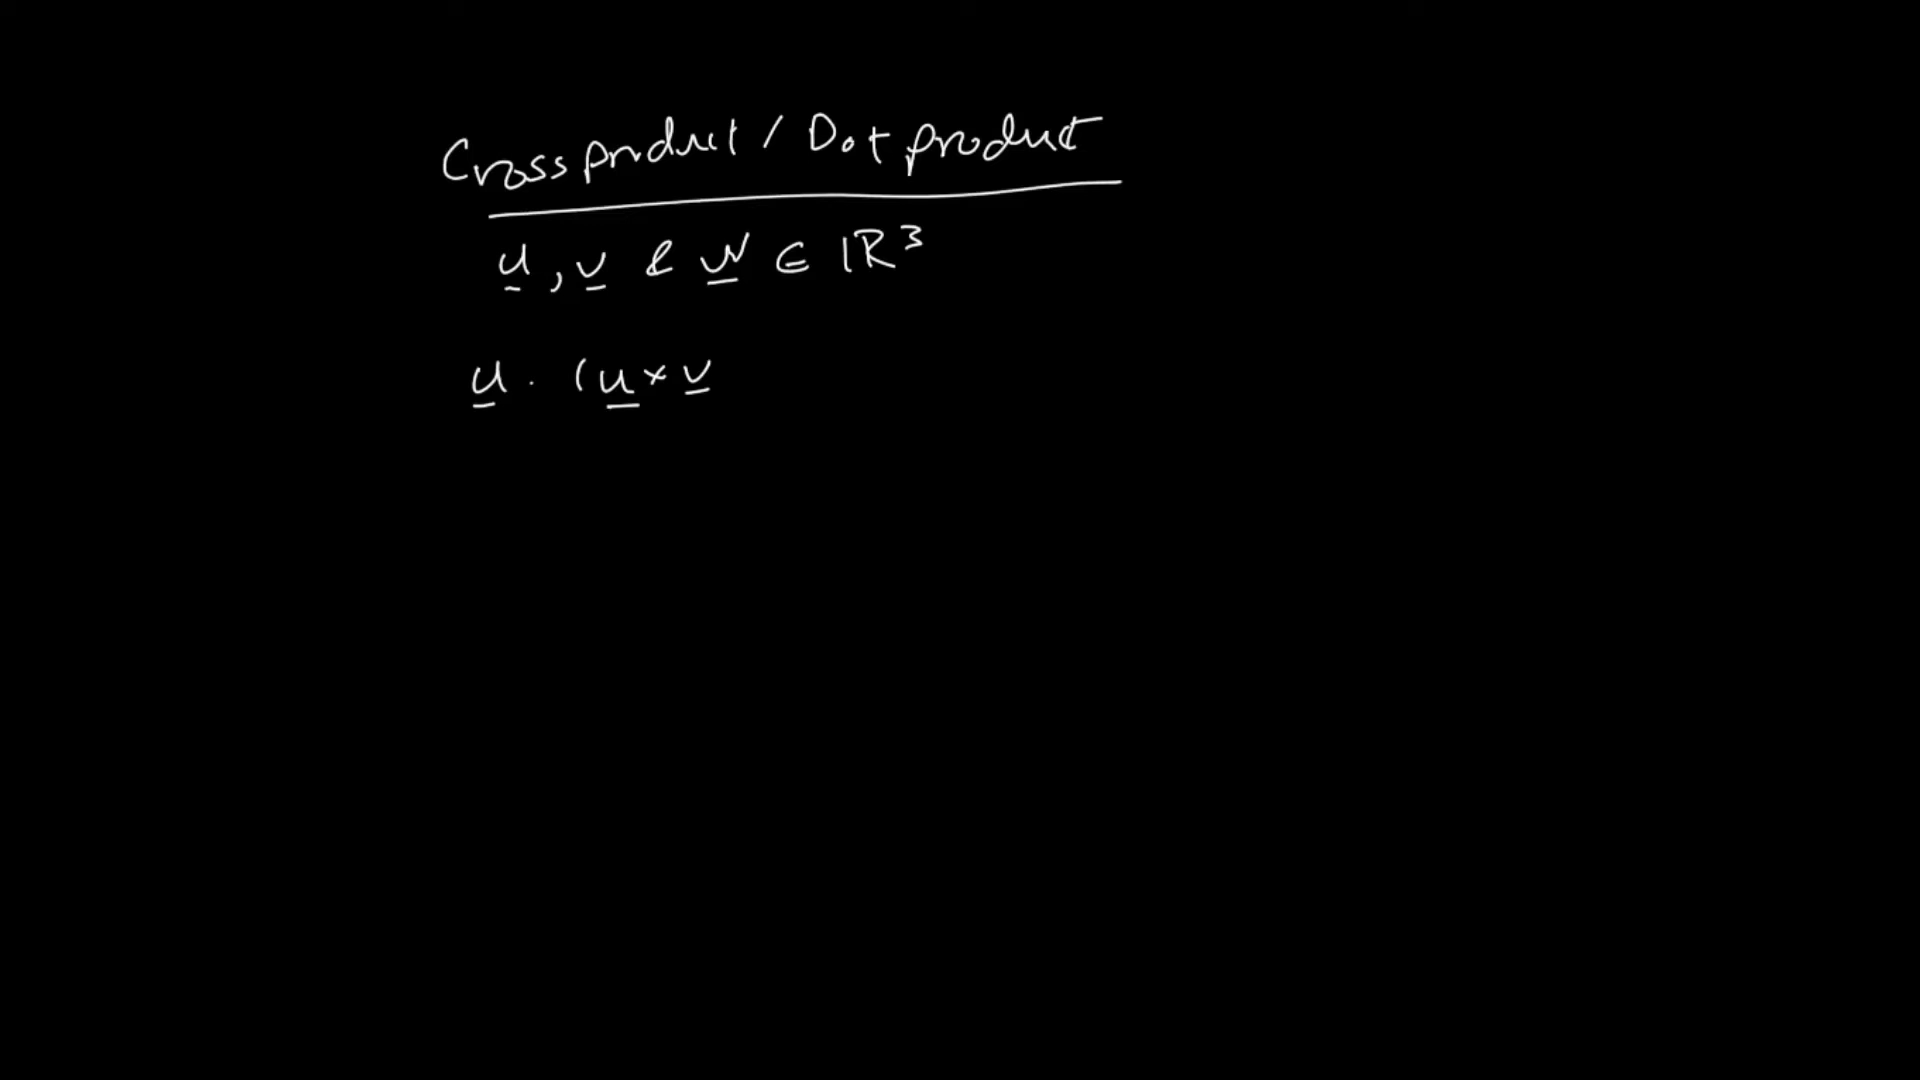 Cross product / Dot product
u, v & w ∈ ℝ³
u · (u × v